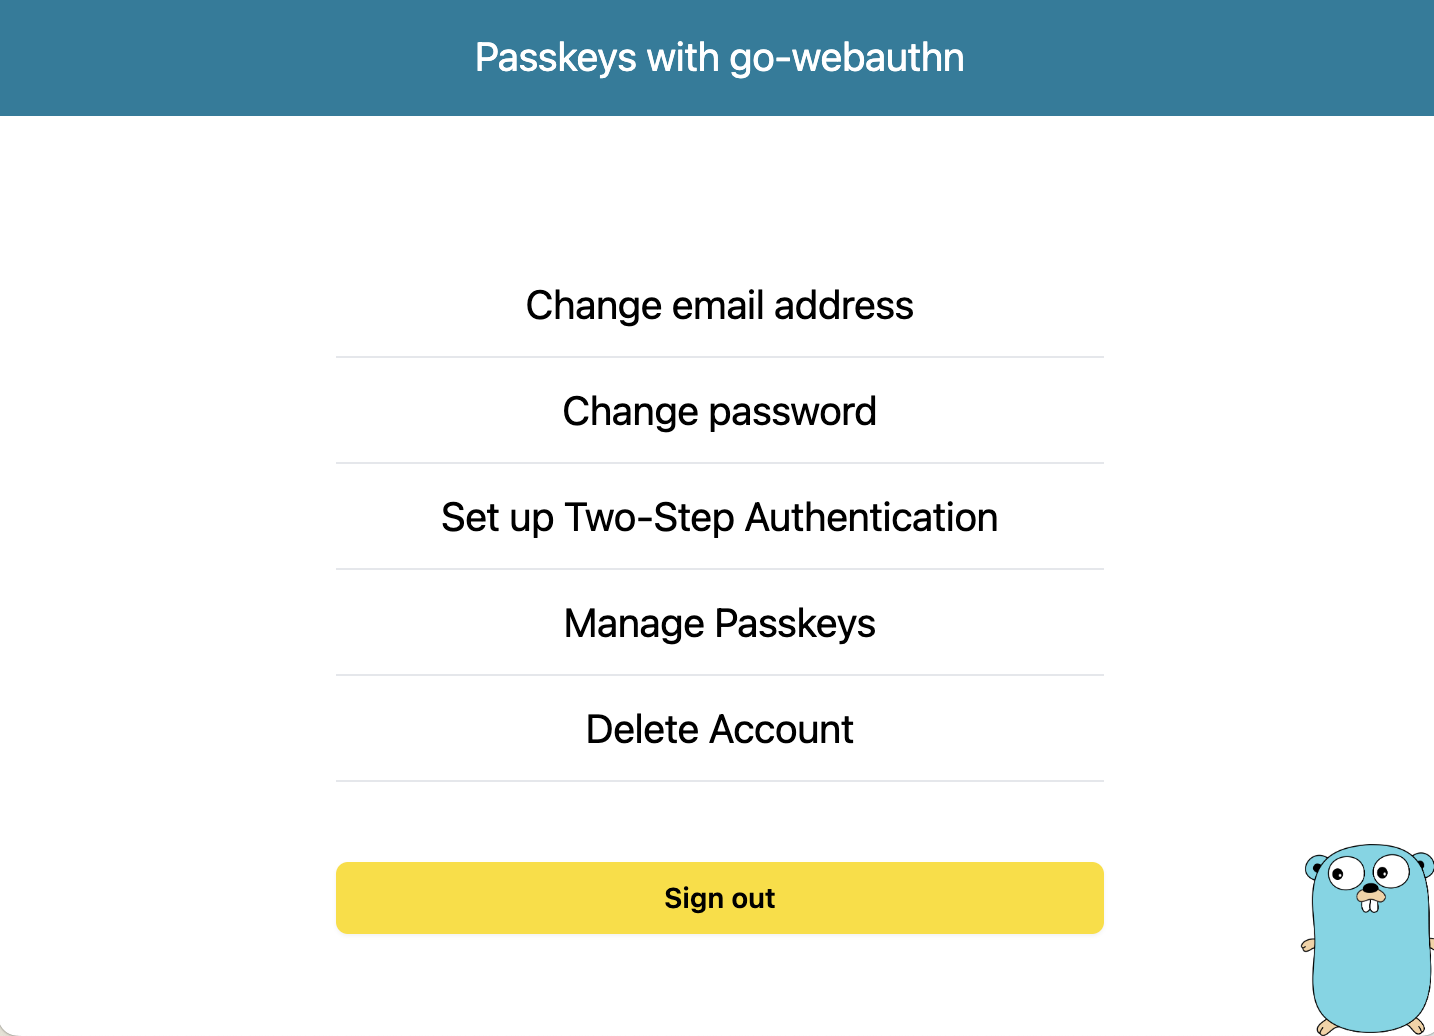 Passkeys with go-webauthn
Change email address
Change password
Set up Two-Step Authentication
Manage Passkeys
Delete Account
Sign out